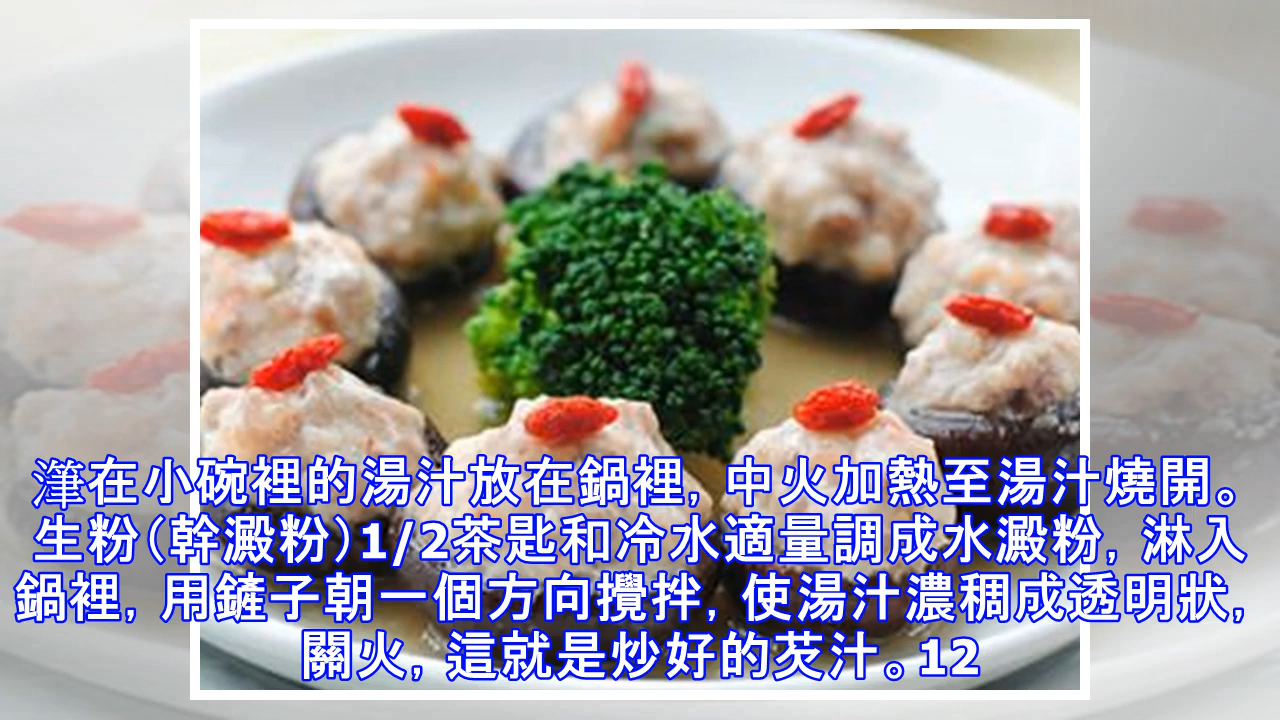 潷在小碗裡的湯汁放在鍋裡, 中火加熱至湯汁燒開。
生粉(幹澱粉)1/2茶匙和冷水適量調成水澱粉, 淋入
鍋裡, 用鏟子朝一個方向攪拌, 使湯汁濃稠成透明狀,
關火, 這就是炒好的芡汁。12